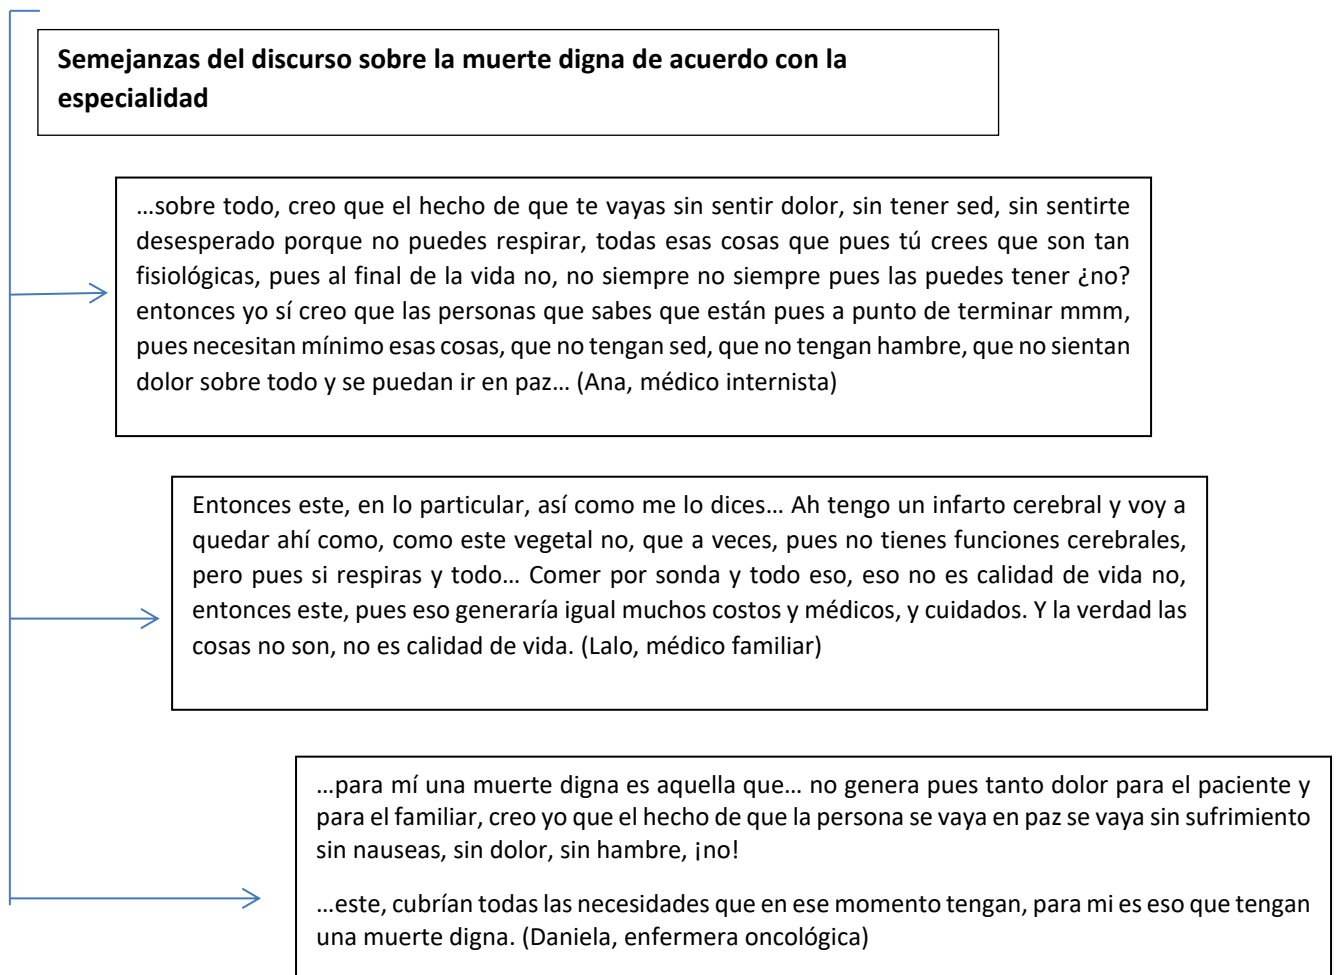 Semejanzas del discurso sobre la muerte digna de acuerdo con la
especialidad
…sobre todo, creo que el hecho de que te vayas sin sentir dolor, sin tener sed, sin sentirte
desesperado porque no puedes respirar, todas esas cosas que pues tú crees que son tan
fisiológicas, pues al final de la vida no, no siempre no siempre pues las puedes tener ¿no?
entonces yo sí creo que las personas que sabes que están pues a punto de terminar mmm,
pues necesitan mínimo esas cosas, que no tengan sed, que no tengan hambre, que no sientan
dolor sobre todo y se puedan ir en paz… (Ana, médico internista)
Entonces este, en lo particular, así como me lo dices… Ah tengo un infarto cerebral y voy a
quedar ahí como, como este vegetal no, que a veces, pues no tienes funciones cerebrales,
pero pues si respiras y todo… Comer por sonda y todo eso, eso no es calidad de vida no,
entonces este, pues eso generaría igual muchos costos y médicos, y cuidados. Y la verdad las
cosas no son, no es calidad de vida. (Lalo, médico familiar)
…para mí una muerte digna es aquella que… no genera pues tanto dolor para el paciente y
para el familiar, creo yo que el hecho de que la persona se vaya en paz se vaya sin sufrimiento
sin nauseas, sin dolor, sin hambre, ¡no!
…este, cubrían todas las necesidades que en ese momento tengan, para mi es eso que tengan
una muerte digna. (Daniela, enfermera oncológica)